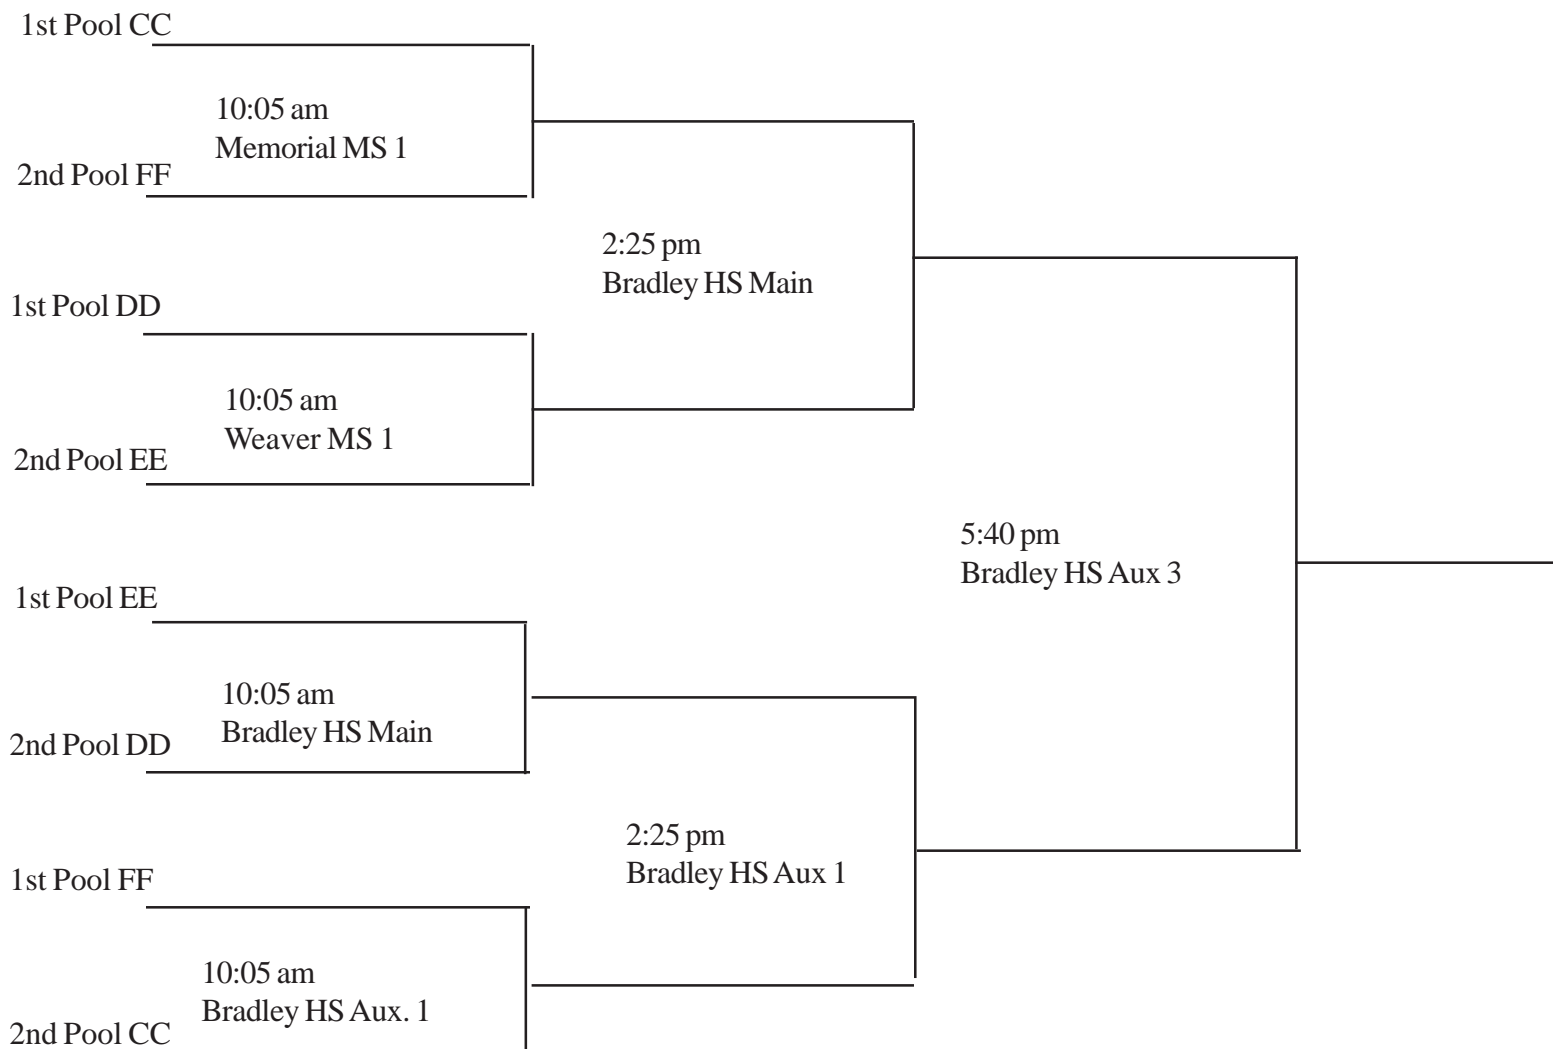 1st Pool CC
10:05 am
Memorial MS 1
2nd Pool FF
2:25 pm
Bradley HS Main
1st Pool DD
10:05 am
Weaver MS 1
2nd Pool EE
5:40 pm
Bradley HS Aux 3
1st Pool EE
10:05 am
Bradley HS Main
2nd Pool DD
2:25 pm
Bradley HS Aux 1
1st Pool FF
10:05 am
Bradley HS Aux. 1
2nd Pool CC